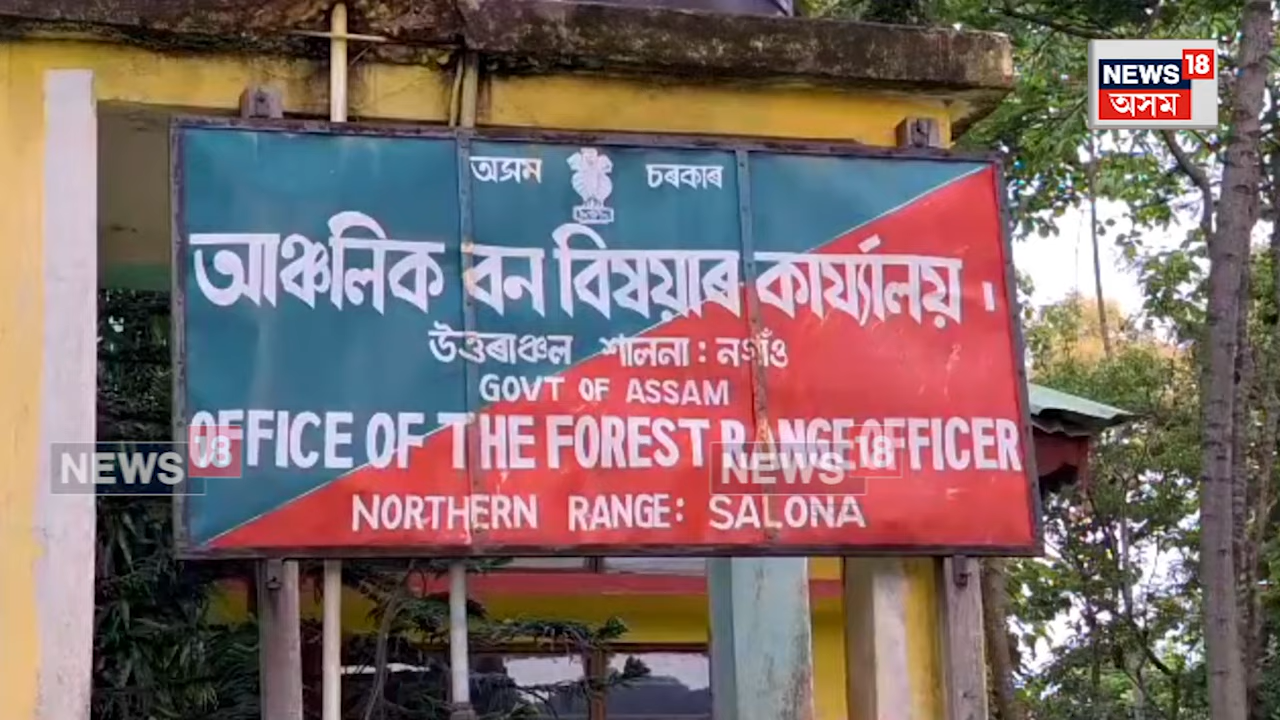 NEWS 18
অসম
অসম চৰকাৰ
আঞ্চলিক বন বিষয়াৰ কাৰ্য্যালয় ।
উত্তৰাঞ্চল শালনা : নগাঁও
GOVT OF ASSAM
OFFICE OF THE FOREST RANGE OFFICER
NORTHERN RANGE: SALONA
NEWS 18
NEWS 18